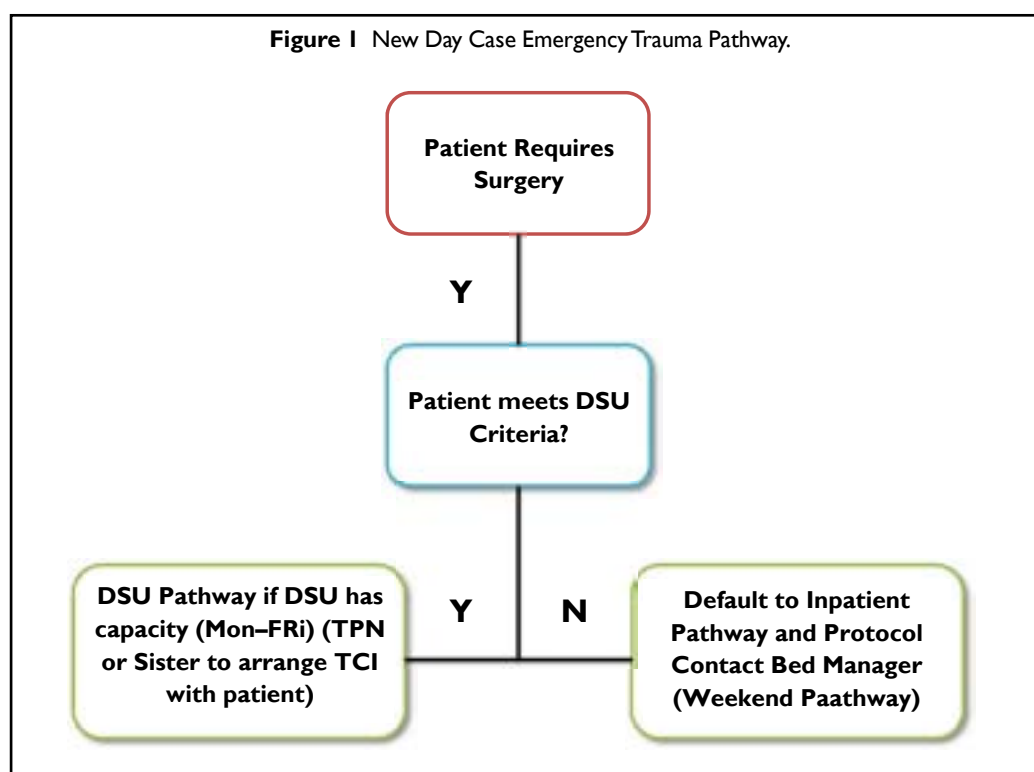 Figure 1 New Day Case Emergency Trauma Pathway.
Patient Requires
Surgery
Y
Patient meets DSU
Criteria?
DSU Pathway if DSU has
capacity (Mon–FRi) (TPN
or Sister to arrange TCI
with patient)
Y
N
Default to Inpatient
Pathway and Protocol
Contact Bed Manager
(Weekend Paathway)